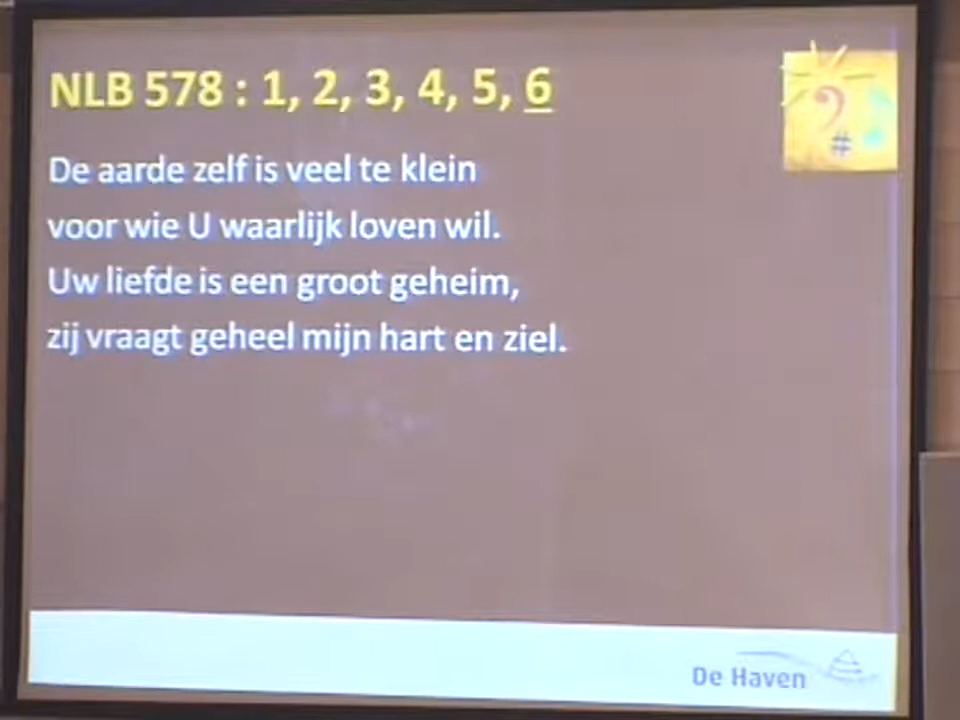 NLB 578 : 1, 2, 3, 4, 5, 6
De aarde zelf is veel te klein
voor wie U waarlijk loven wil.
Uw liefde is een groot geheim,
zij vraagt geheel mijn hart en ziel.
De Haven